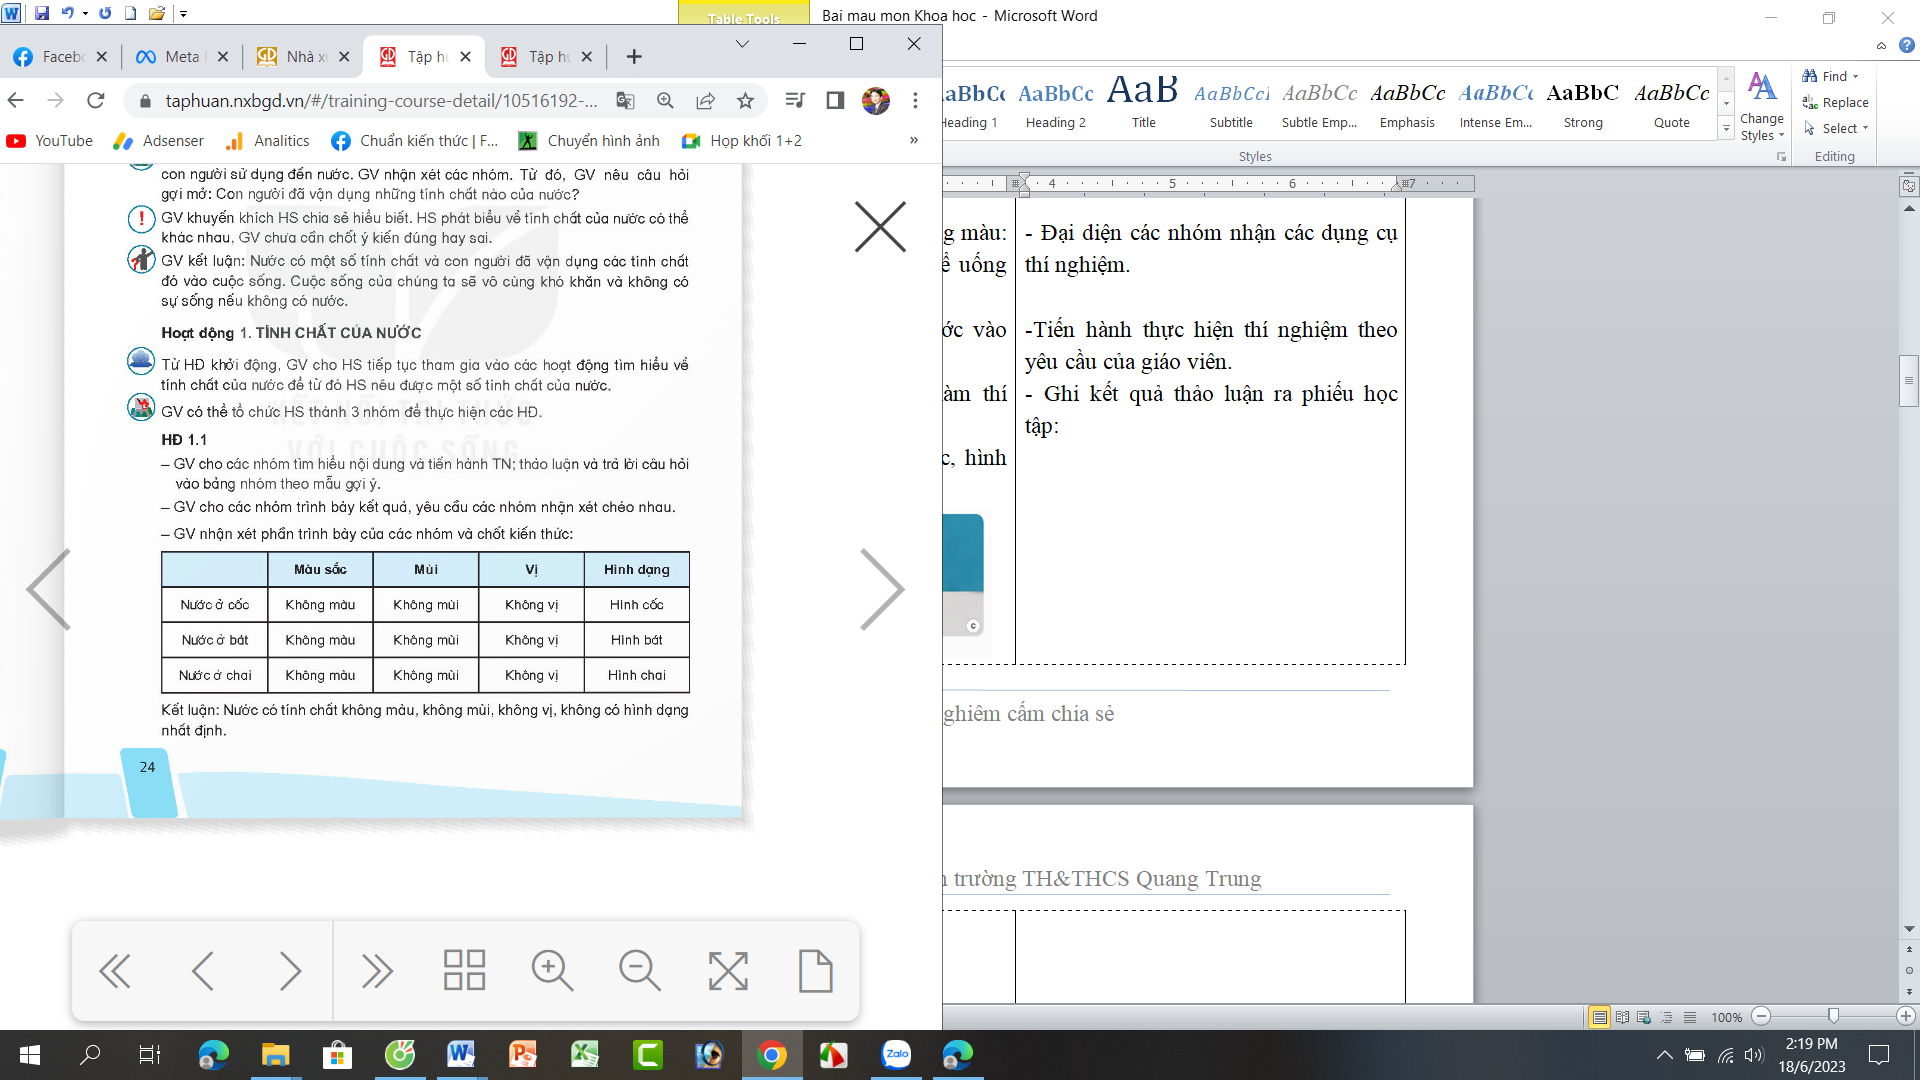 Table Tools
Bai mau mon Khoa hoc - Microsoft Word
Faceb
Meta
Nhà x
Tập h
Tập h
taphuan.nxbgd.vn/#/training-course-detail/10516192-...
YouTube
Adsenser
Analitics
Chuẩn kiến thức | F...
Chuyển hình ảnh
Họp khối 1+2
»
con người sử dụng đến nước. GV nhận xét các nhóm. Từ đó, GV nêu câu hỏi
gợi mở: Con người đã vận dụng những tính chất nào của nước?
GV khuyến khích HS chia sẻ hiểu biết. HS phát biểu về tính chất của nước có thể
khác nhau, GV chưa cần chốt ý kiến đúng hay sai.
GV kết luận: Nước có một số tính chất và con người đã vận dụng các tính chất
đó vào cuộc sống. Cuộc sống của chúng ta sẽ vô cùng khó khăn và không có
sự sống nếu không có nước.
Hoạt động 1. TÍNH CHẤT CỦA NƯỚC
Từ HĐ khởi động, GV cho HS tiếp tục tham gia vào các hoạt động tìm hiểu về
tính chất của nước để từ đó HS nêu được một số tính chất của nước.
GV có thể tổ chức HS thành 3 nhóm để thực hiện các HĐ.
KẾT NỐI TRI THỨC
VỚI CUỘC SỐNG
HĐ 1.1
– GV cho các nhóm tìm hiểu nội dung và tiến hành TN; thảo luận và trả lời câu hỏi
vào bảng nhóm theo mẫu gợi ý.
– GV cho các nhóm trình bày kết quả, yêu cầu các nhóm nhận xét chéo nhau.
– GV nhận xét phần trình bày của các nhóm và chốt kiến thức:
Màu sắc Mùi Vị Hình dạng
Nước ở cốc Không màu Không mùi Không vị Hình cốc
Nước ở bát Không màu Không mùi Không vị Hình bát
Nước ở chai Không màu Không mùi Không vị Hình chai
Kết luận: Nước có tính chất không màu, không mùi, không vị, không có hình dạng
nhất định.
24
AaBbCc AaBbCc AaB AaBbCcI AaBbCc AaBbCc AaBbCc AaBbC AaBbCc
Heading 1 Heading 2 Title Subtitle Subtle Emp... Emphasis Intense Em... Strong Quote
Change
Styles
Styles
Find
Replace
Select
Editing
4 5 6 7
g màu:
ể uống
ớc vào
àm thí
c, hình
- Đại diện các nhóm nhận các dụng cụ
thí nghiệm.
-Tiến hành thực hiện thí nghiệm theo
yêu cầu của giáo viên.
- Ghi kết quả thảo luận ra phiếu học
tập:
C
ghiêm cấm chia sẻ
n trường TH&THCS Quang Trung
100%
Zalo
2:19 PM
18/6/2023